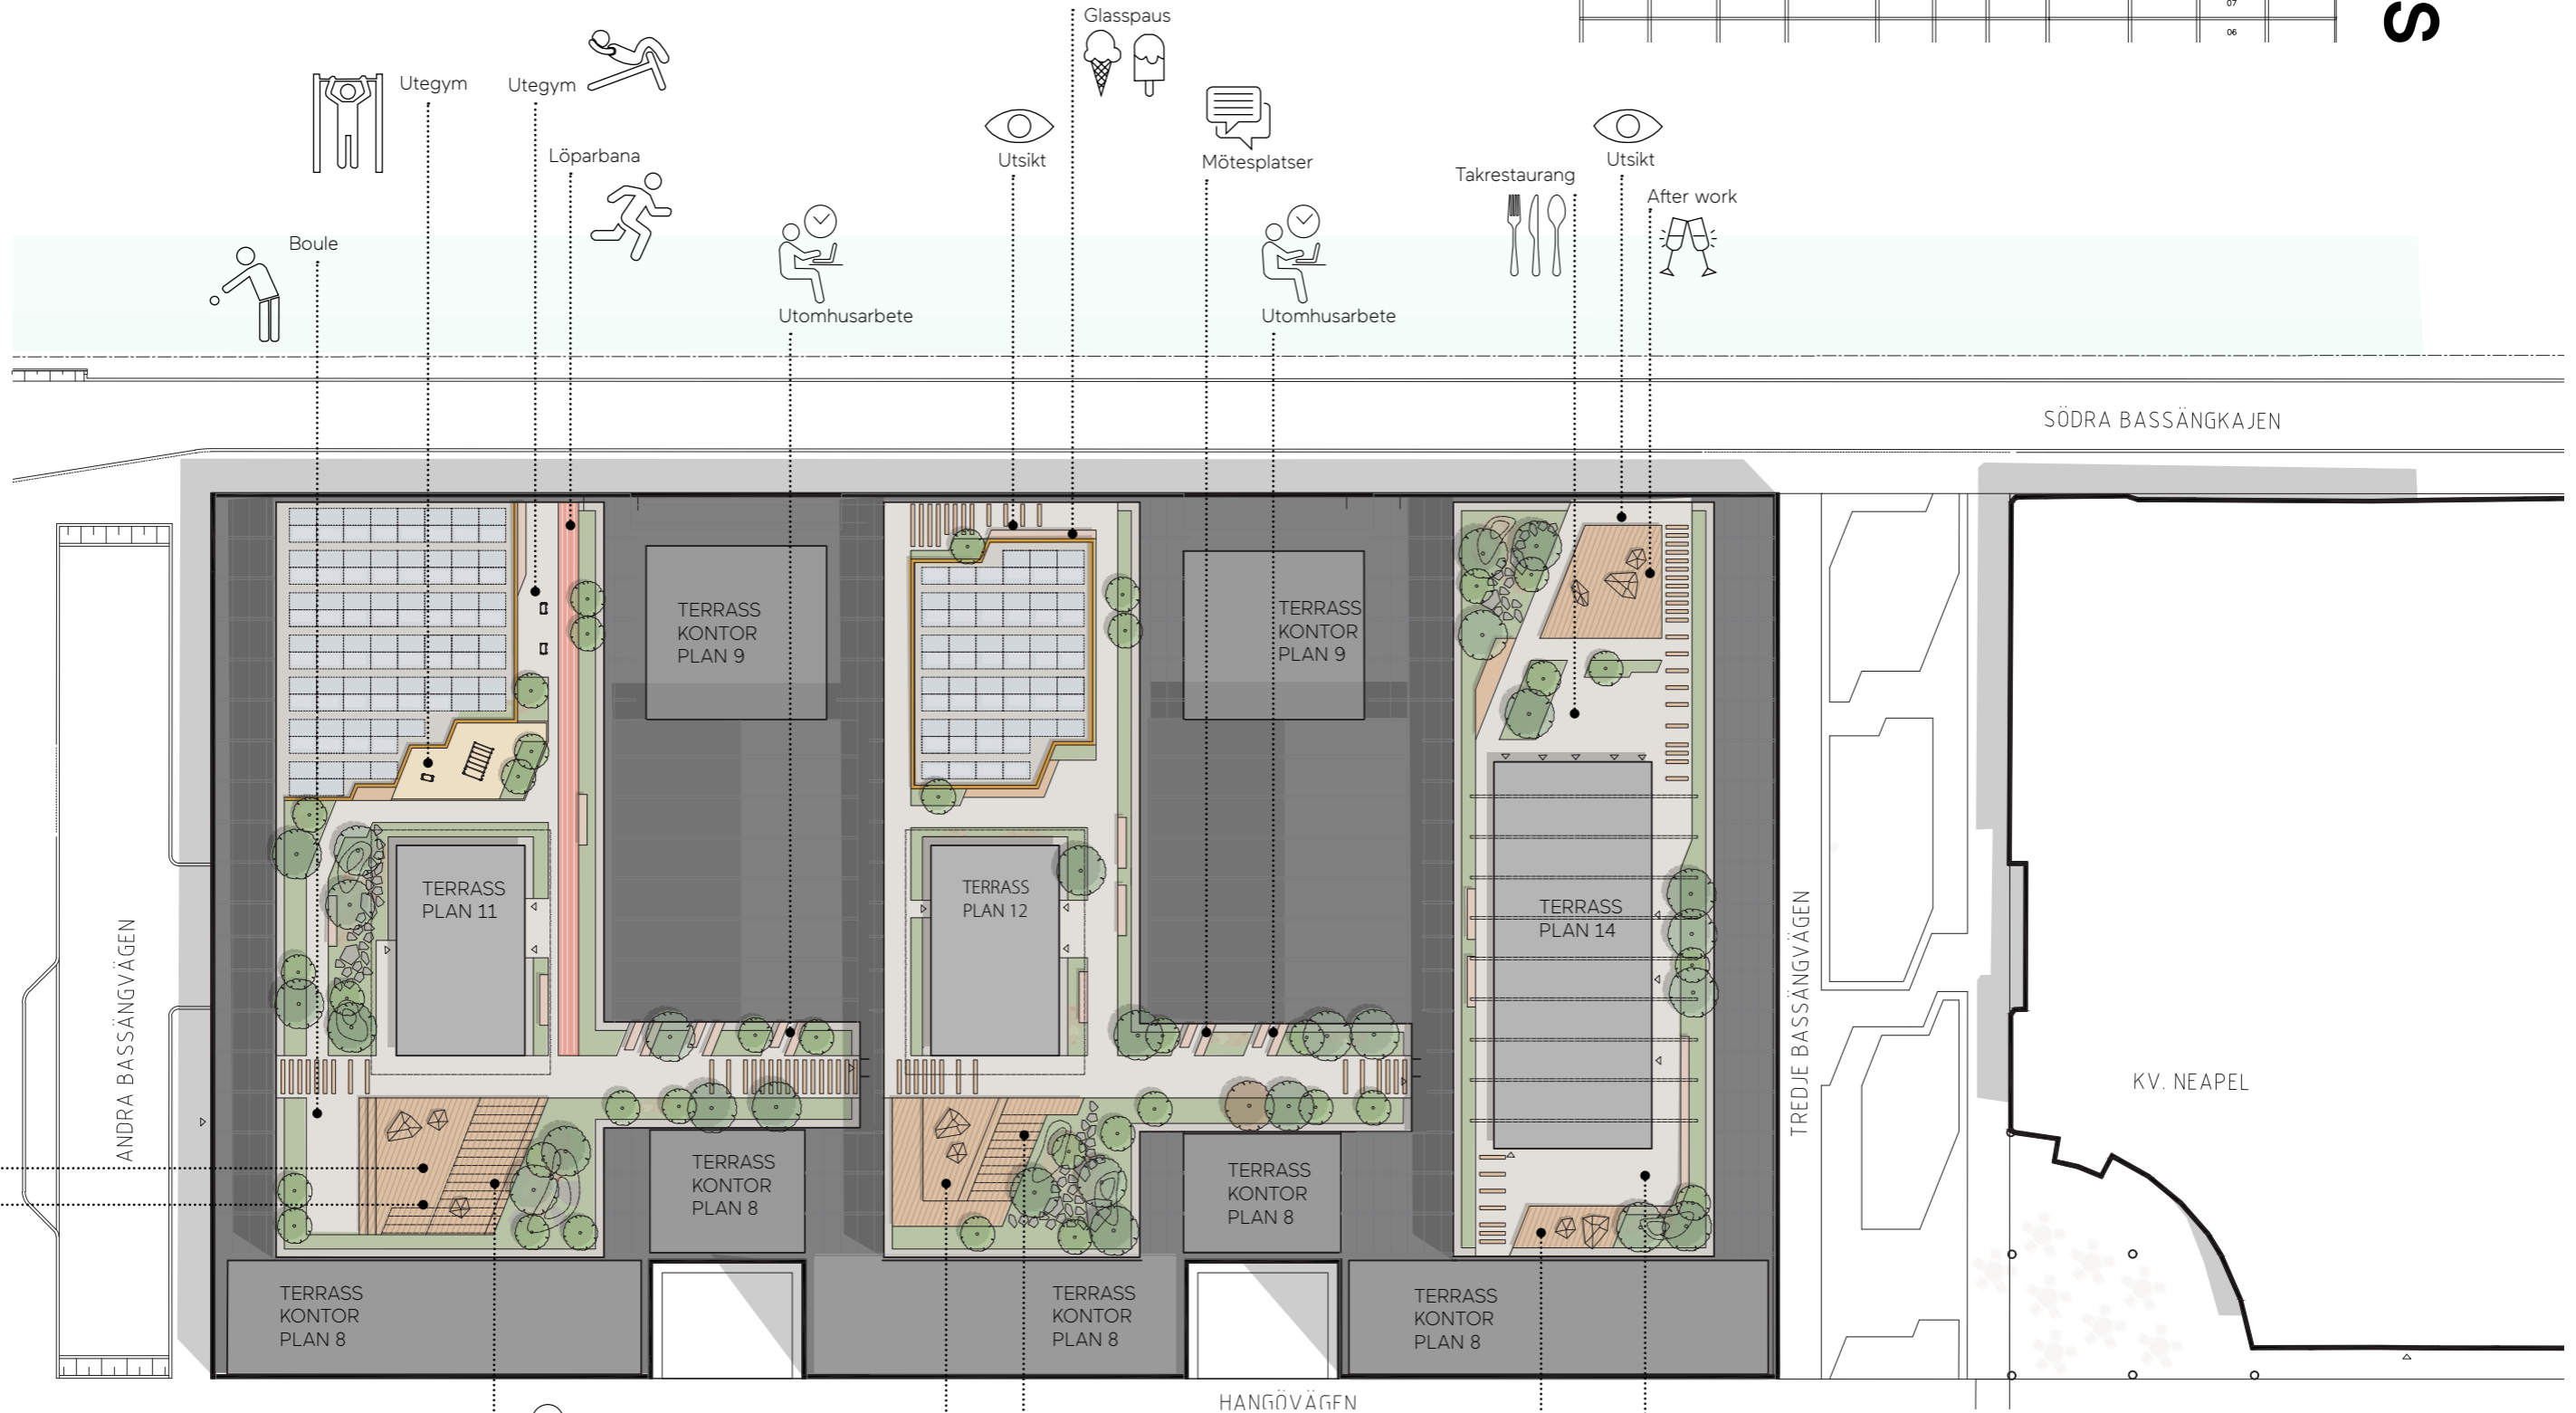 07
06
S
Glasspaus
Utegym
Utegym
Löparbana
Utsikt
Mötesplatser
Utsikt
Takrestaurang
After work
Boule
Utomhusarbete
Utomhusarbete
SÖDRA BASSÄNGKAJEN
TERRASS
KONTOR
PLAN 9
TERRASS
KONTOR
PLAN 9
TERRASS
PLAN 11
TERRASS
PLAN 12
TERRASS
PLAN 14
ANDRA BASSÄNGVÄGEN
TREDJE BASSÄNGVÄGEN
KV. NEAPEL
TERRASS
KONTOR
PLAN 8
TERRASS
KONTOR
PLAN 8
TERRASS
KONTOR
PLAN 8
TERRASS
KONTOR
PLAN 8
TERRASS
KONTOR
PLAN 8
HANGÖVÄGEN